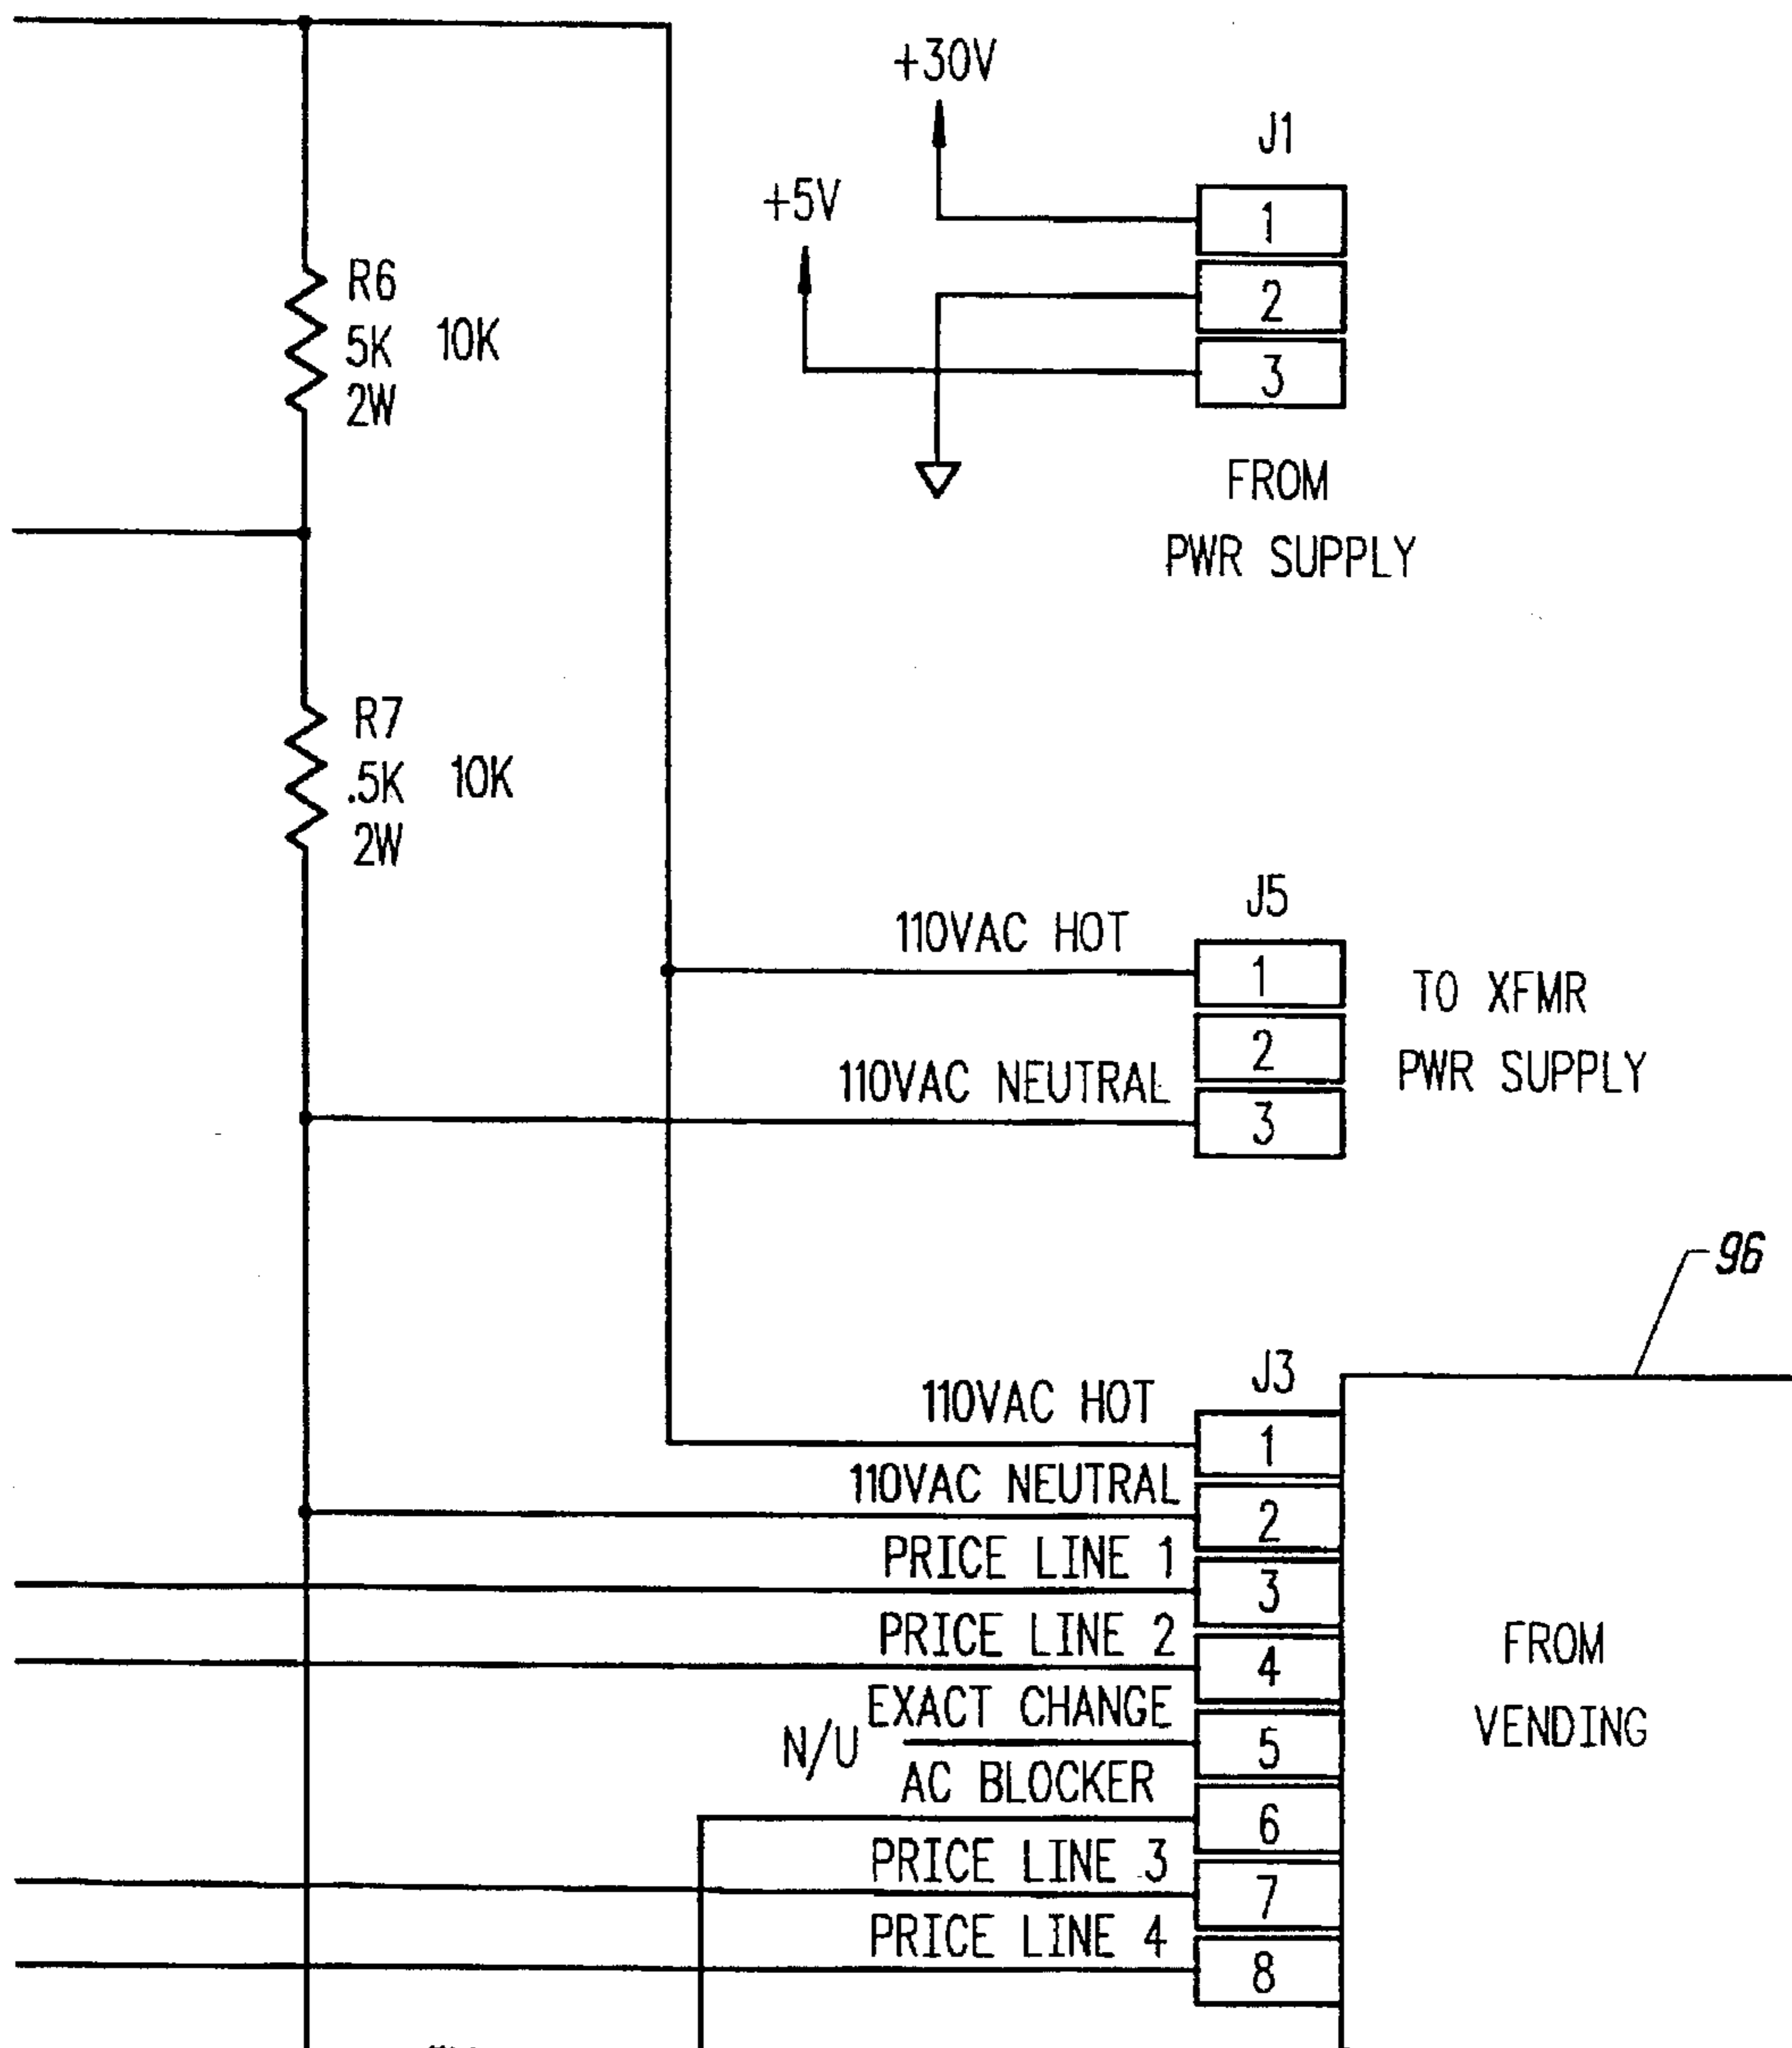 +30V
J1
+5V
1
2
3
FROM
PWR SUPPLY
R6
5K 10K
2W
R7
.5K 10K
2W
J5
110VAC HOT
1
TO XFMR
2
PWR SUPPLY
110VAC NEUTRAL
3
96
J3
110VAC HOT
1
110VAC NEUTRAL
2
PRICE LINE 1
3
PRICE LINE 2
4
FROM
VENDING
EXACT CHANGE
N/U
5
AC BLOCKER
6
PRICE LINE 3
7
PRICE LINE 4
8